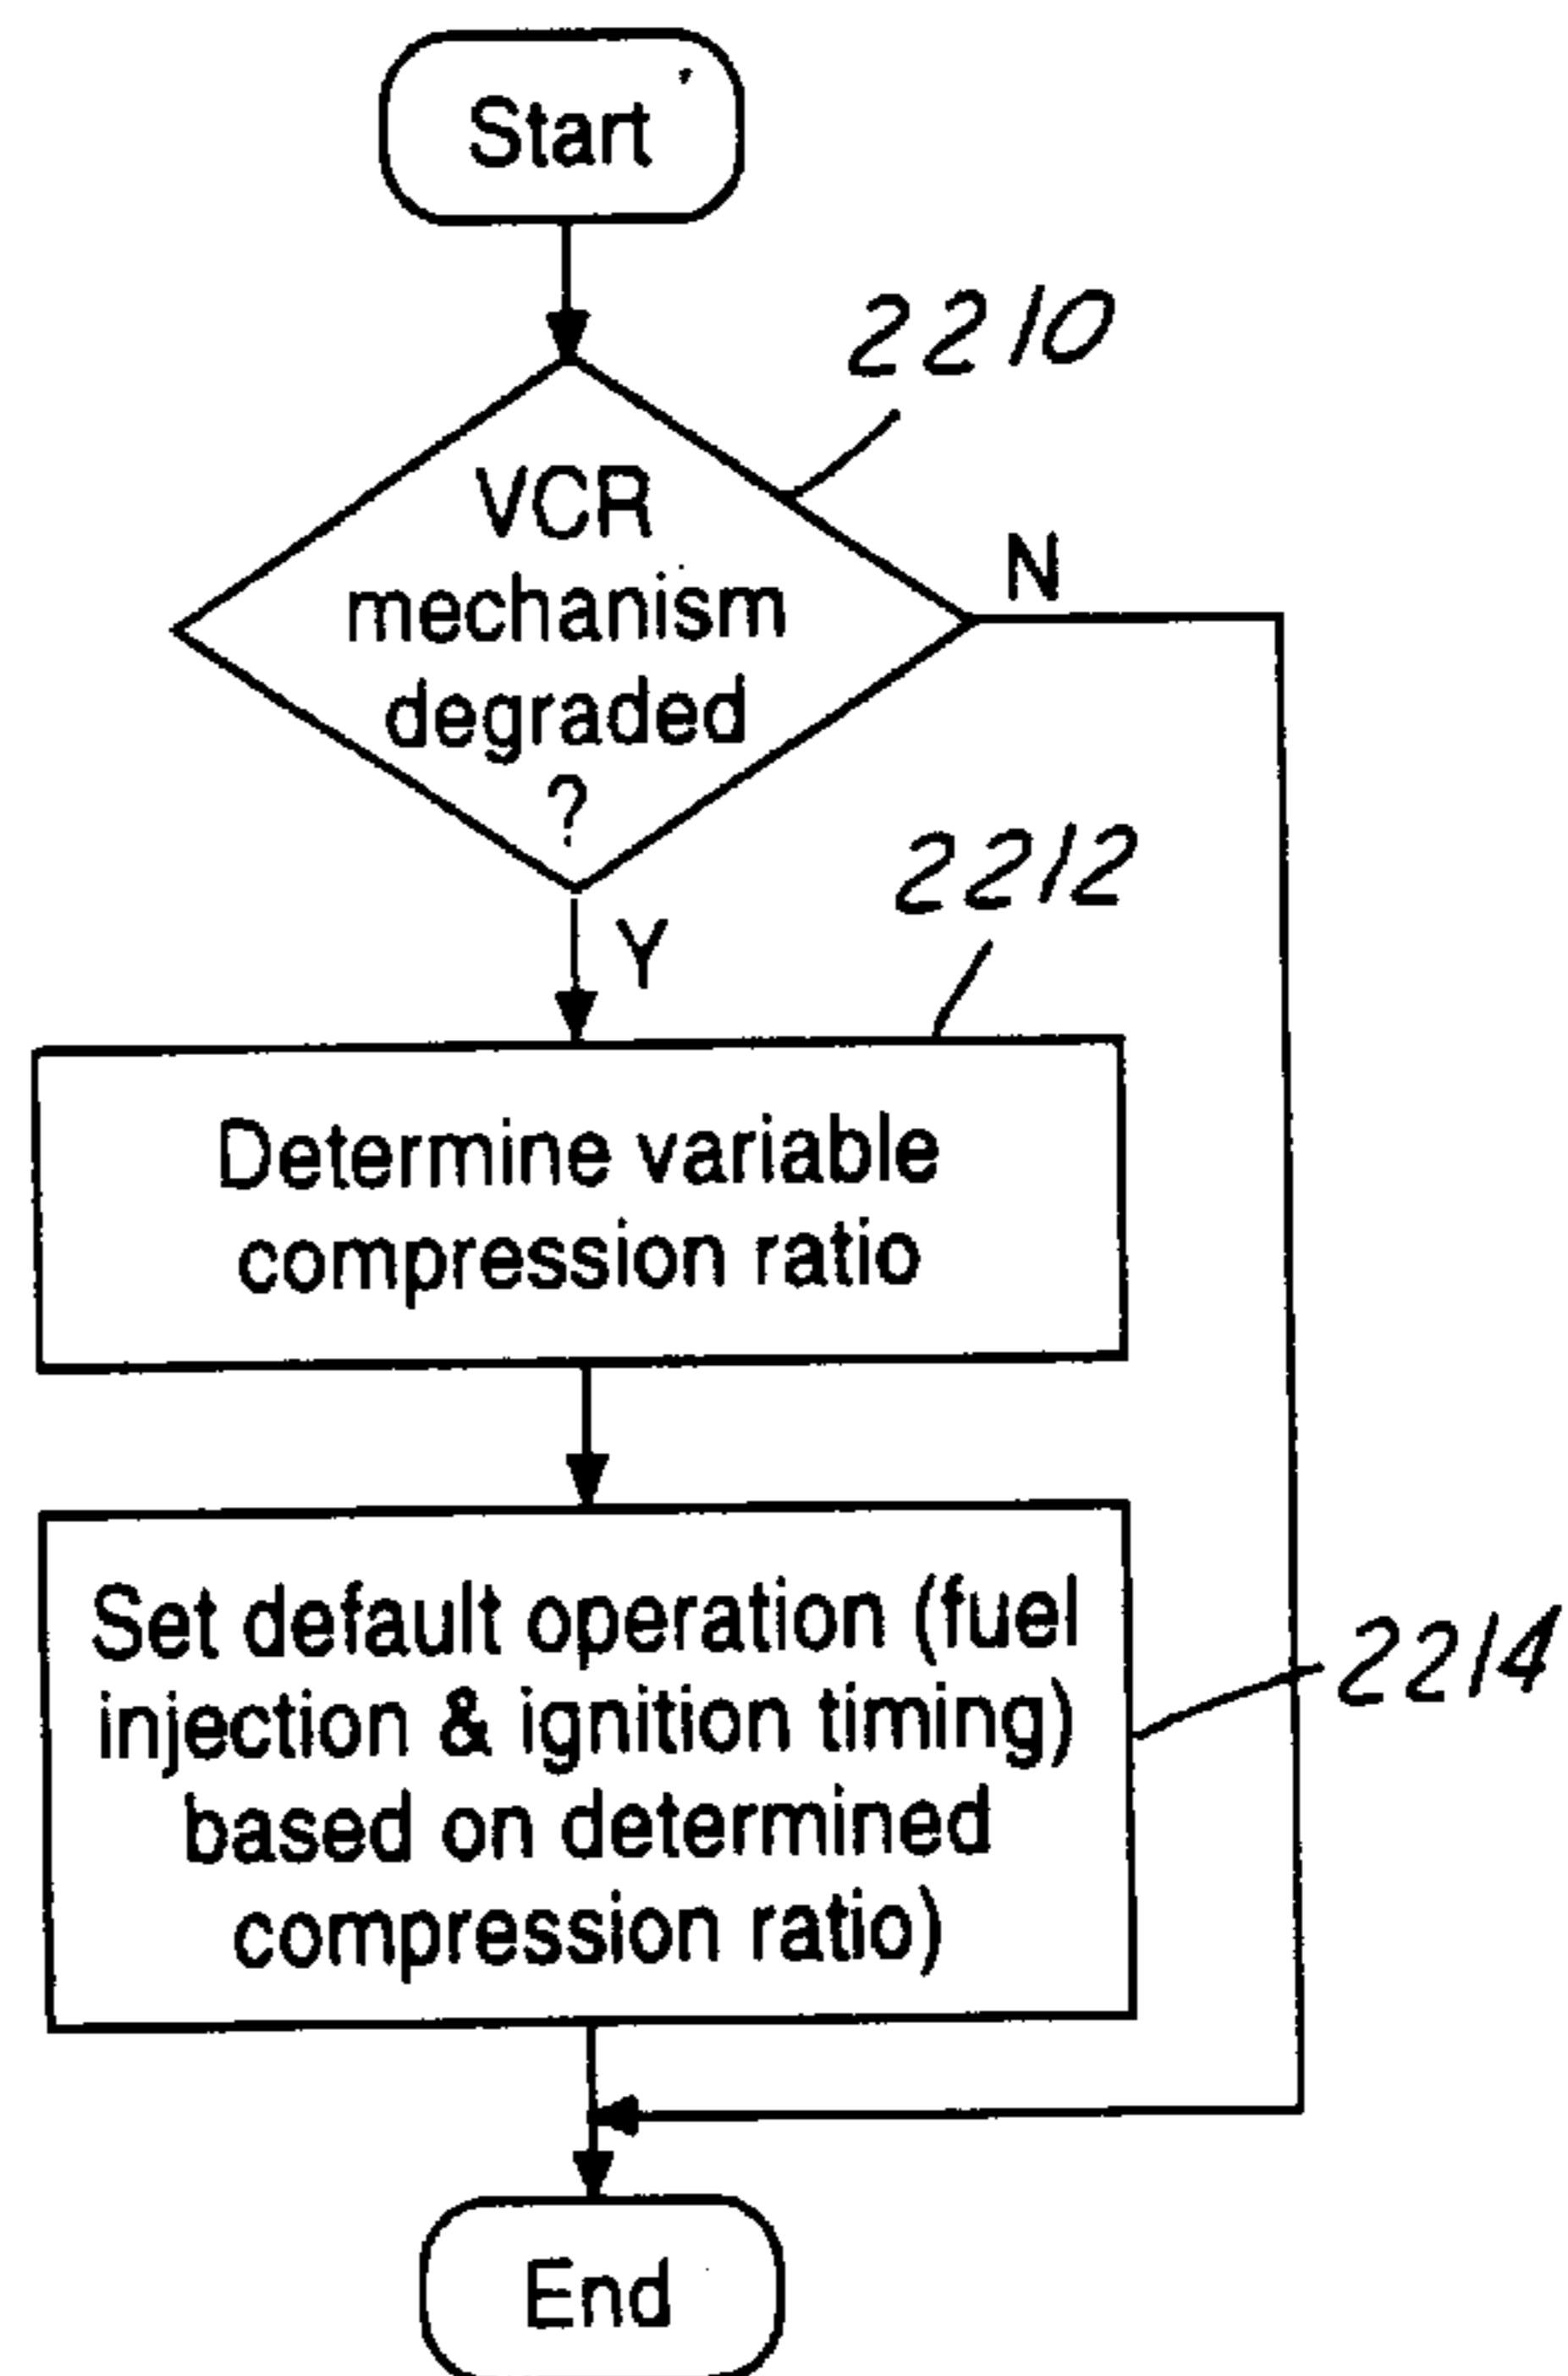 Start
2210
VCR
mechanism
degraded
?
N
Y
2212
Determine variable
compression ratio
Set default operation (fuel
injection & ignition timing)
based on determined
compression ratio)
2214
End